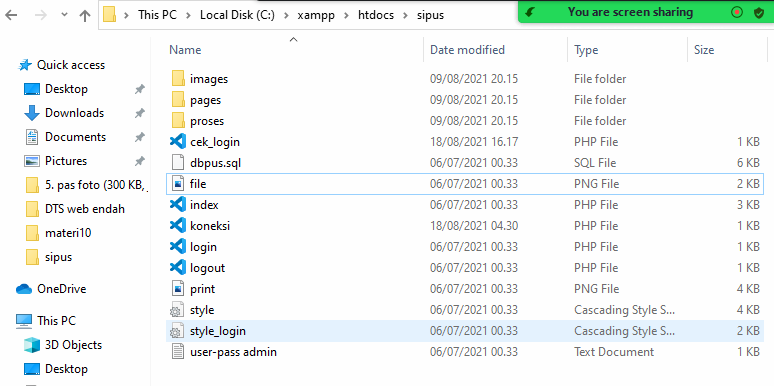 This PC > Local Disk (C:) > xampp > htdocs > sipus
You are screen sharing
Name Date modified Type Size
Quick access
Desktop
Downloads
Documents
Pictures
5. pas foto (300 KB, 
DTS web endah
materi10
sipus
OneDrive
This PC
3D Objects
Desktop
images 09/08/2021 20.15 File folder
pages 09/08/2021 20.15 File folder
proses 09/08/2021 20.15 File folder
cek_login 18/08/2021 16.17 PHP File 1 KB
dbpus.sql 06/07/2021 00.33 SQL File 6 KB
file 06/07/2021 00.33 PNG File 2 KB
index 06/07/2021 00.33 PHP File 3 KB
koneksi 18/08/2021 04.30 PHP File 1 KB
login 06/07/2021 00.33 PHP File 1 KB
logout 06/07/2021 00.33 PHP File 1 KB
print 06/07/2021 00.33 PNG File 4 KB
style 06/07/2021 00.33 Cascading Style S... 4 KB
style_login 06/07/2021 00.33 Cascading Style S... 2 KB
user-pass admin 06/07/2021 00.33 Text Document 1 KB